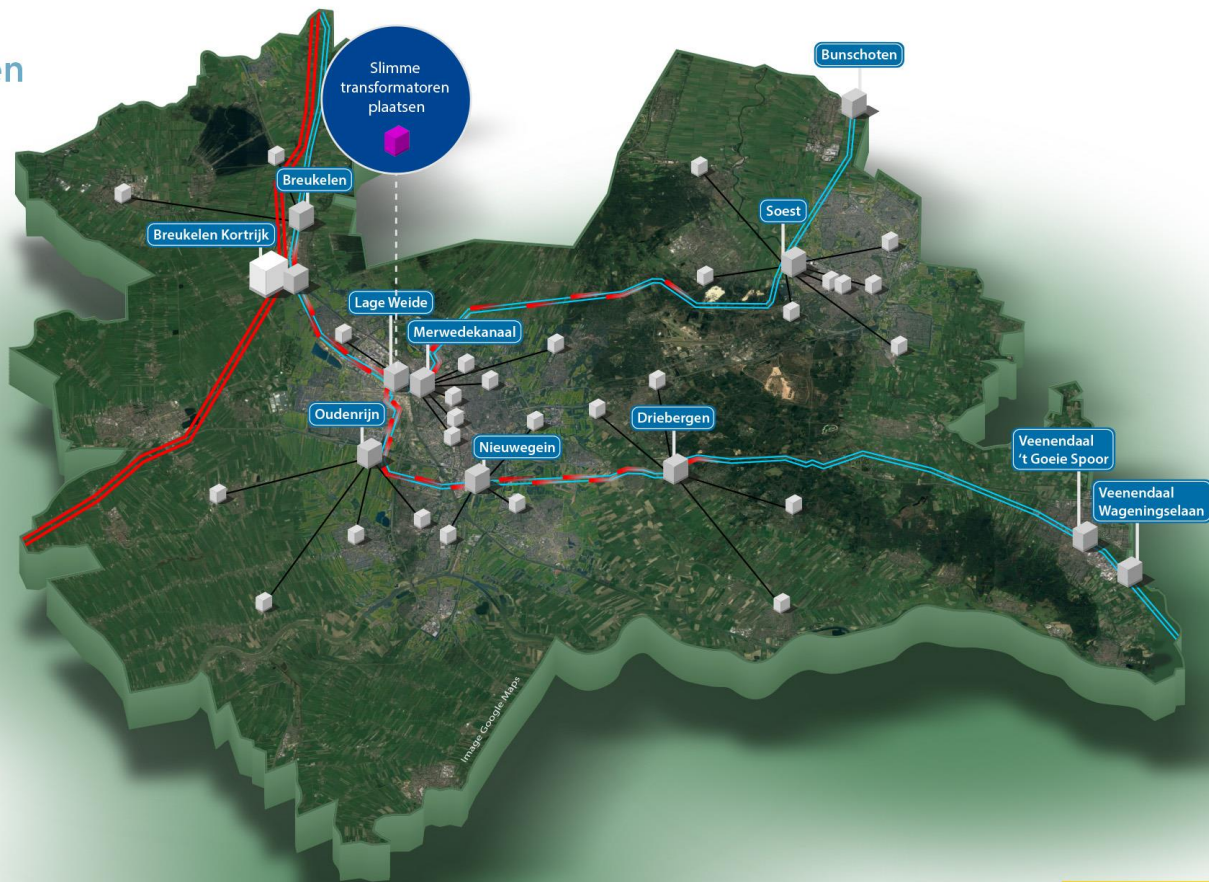 Slimme
transformatoren
plaatsen
Bunschoten
Breukelen
Soest
Breukelen Kortrijk
Lage Weide
Merwedekanaal
Oudenrijn
Nieuwegein
Driebergen
Veenendaal
't Goeie Spoor
Veenendaal
Wageningselaan
Image Google Maps